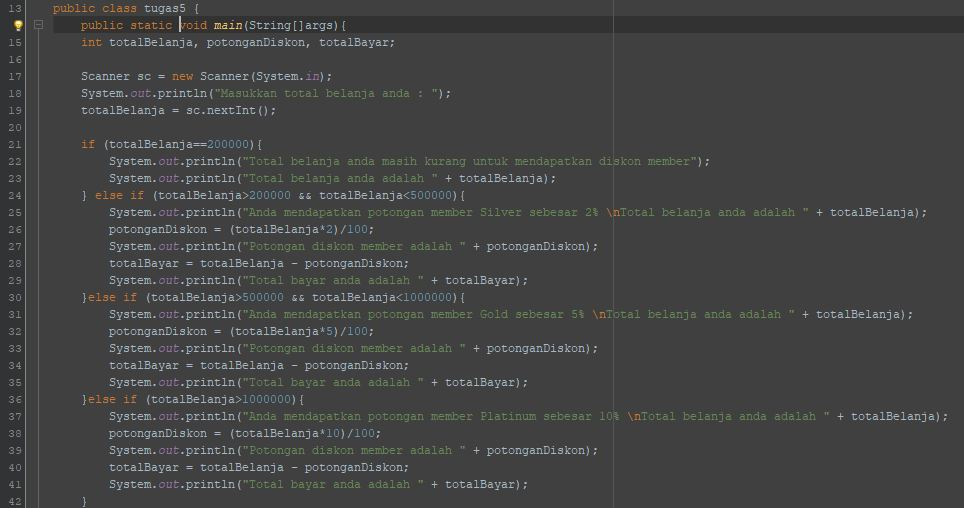 13 public class tugas5 {
public static void main(String[]args){
15 int totalBelanja, potonganDiskon, totalBayar;
16
17 Scanner sc = new Scanner(System.in);
18 System.out.println("Masukkan total belanja anda : ");
19 totalBelanja = sc.nextInt();
20
21 if (totalBelanja==200000){
22 System.out.println("Total belanja anda masih kurang untuk mendapatkan diskon member");
23 System.out.println("Total belanja anda adalah " + totalBelanja);
24 } else if (totalBelanja>200000 && totalBelanja<500000){
25 System.out.println("Anda mendapatkan potongan member Silver sebesar 2% \nTotal belanja anda adalah " + totalBelanja);
26 potonganDiskon = (totalBelanja*2)/100;
27 System.out.println("Potongan diskon member adalah " + potonganDiskon);
28 totalBayar = totalBelanja - potonganDiskon;
29 System.out.println("Total bayar anda adalah " + totalBayar);
30 }else if (totalBelanja>500000 && totalBelanja<1000000){
31 System.out.println("Anda mendapatkan potongan member Gold sebesar 5% \nTotal belanja anda adalah " + totalBelanja);
32 potonganDiskon = (totalBelanja*5)/100;
33 System.out.println("Potongan diskon member adalah " + potonganDiskon);
34 totalBayar = totalBelanja - potonganDiskon;
35 System.out.println("Total bayar anda adalah " + totalBayar);
36 }else if (totalBelanja>1000000){
37 System.out.println("Anda mendapatkan potongan member Platinum sebesar 10% \nTotal belanja anda adalah " + totalBelanja);
38 potonganDiskon = (totalBelanja*10)/100;
39 System.out.println("Potongan diskon member adalah " + potonganDiskon);
40 totalBayar = totalBelanja - potonganDiskon;
41 System.out.println("Total bayar anda adalah " + totalBayar);
42 }